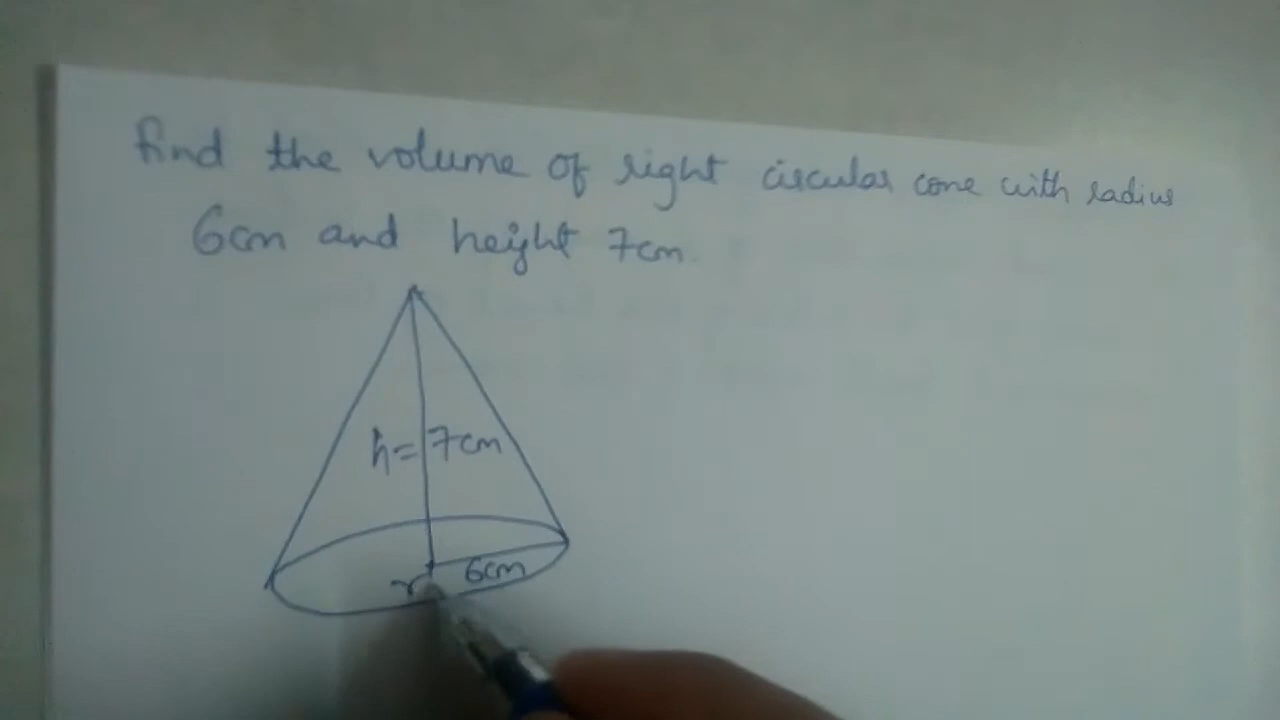 find the volume of right circular cone with radius
6cm and height 7cm.
h= 7cm
r 6cm